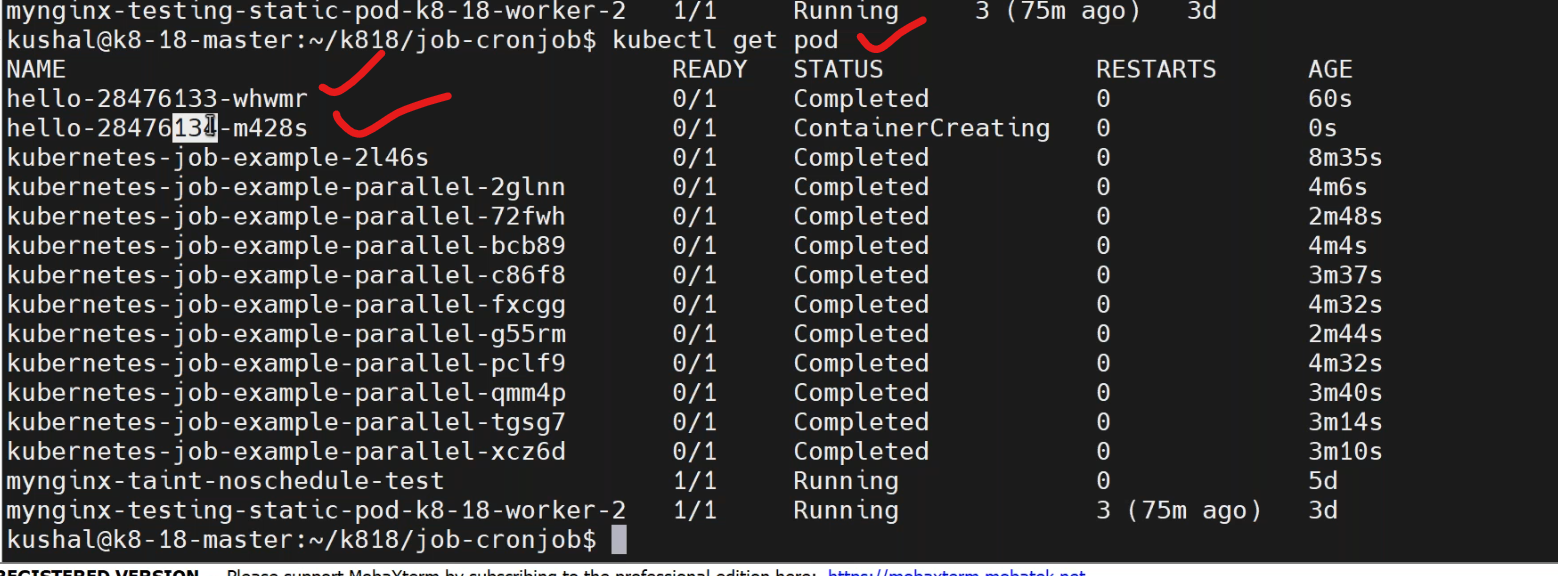 mynginx-testing-static-pod-k8-18-worker-2   1/1     Running     3 (75m ago)   3d
kushal@k8-18-master:~/k818/job-cronjob$ kubectl get pod
NAME                                        READY   STATUS              RESTARTS      AGE
hello-28476133-whwmr                        0/1     Completed           0             60s
hello-28476134-m428s                        0/1     ContainerCreating   0             0s
kubernetes-job-example-2l46s                0/1     Completed           0             8m35s
kubernetes-job-example-parallel-2glnn       0/1     Completed           0             4m6s
kubernetes-job-example-parallel-72fwh       0/1     Completed           0             2m48s
kubernetes-job-example-parallel-bcb89       0/1     Completed           0             4m4s
kubernetes-job-example-parallel-c86f8       0/1     Completed           0             3m37s
kubernetes-job-example-parallel-fxcgg       0/1     Completed           0             4m32s
kubernetes-job-example-parallel-g55rm       0/1     Completed           0             2m44s
kubernetes-job-example-parallel-pclf9       0/1     Completed           0             4m32s
kubernetes-job-example-parallel-qmm4p       0/1     Completed           0             3m40s
kubernetes-job-example-parallel-tgsg7       0/1     Completed           0             3m14s
kubernetes-job-example-parallel-xcz6d       0/1     Completed           0             3m10s
mynginx-taint-noschedule-test               1/1     Running             0             5d
mynginx-testing-static-pod-k8-18-worker-2   1/1     Running             3 (75m ago)   3d
kushal@k8-18-master:~/k818/job-cronjob$
REGISTERED VERSION - Please support MobaXterm by subscribing to the professional edition here: https://mobaxterm.mobatek.net